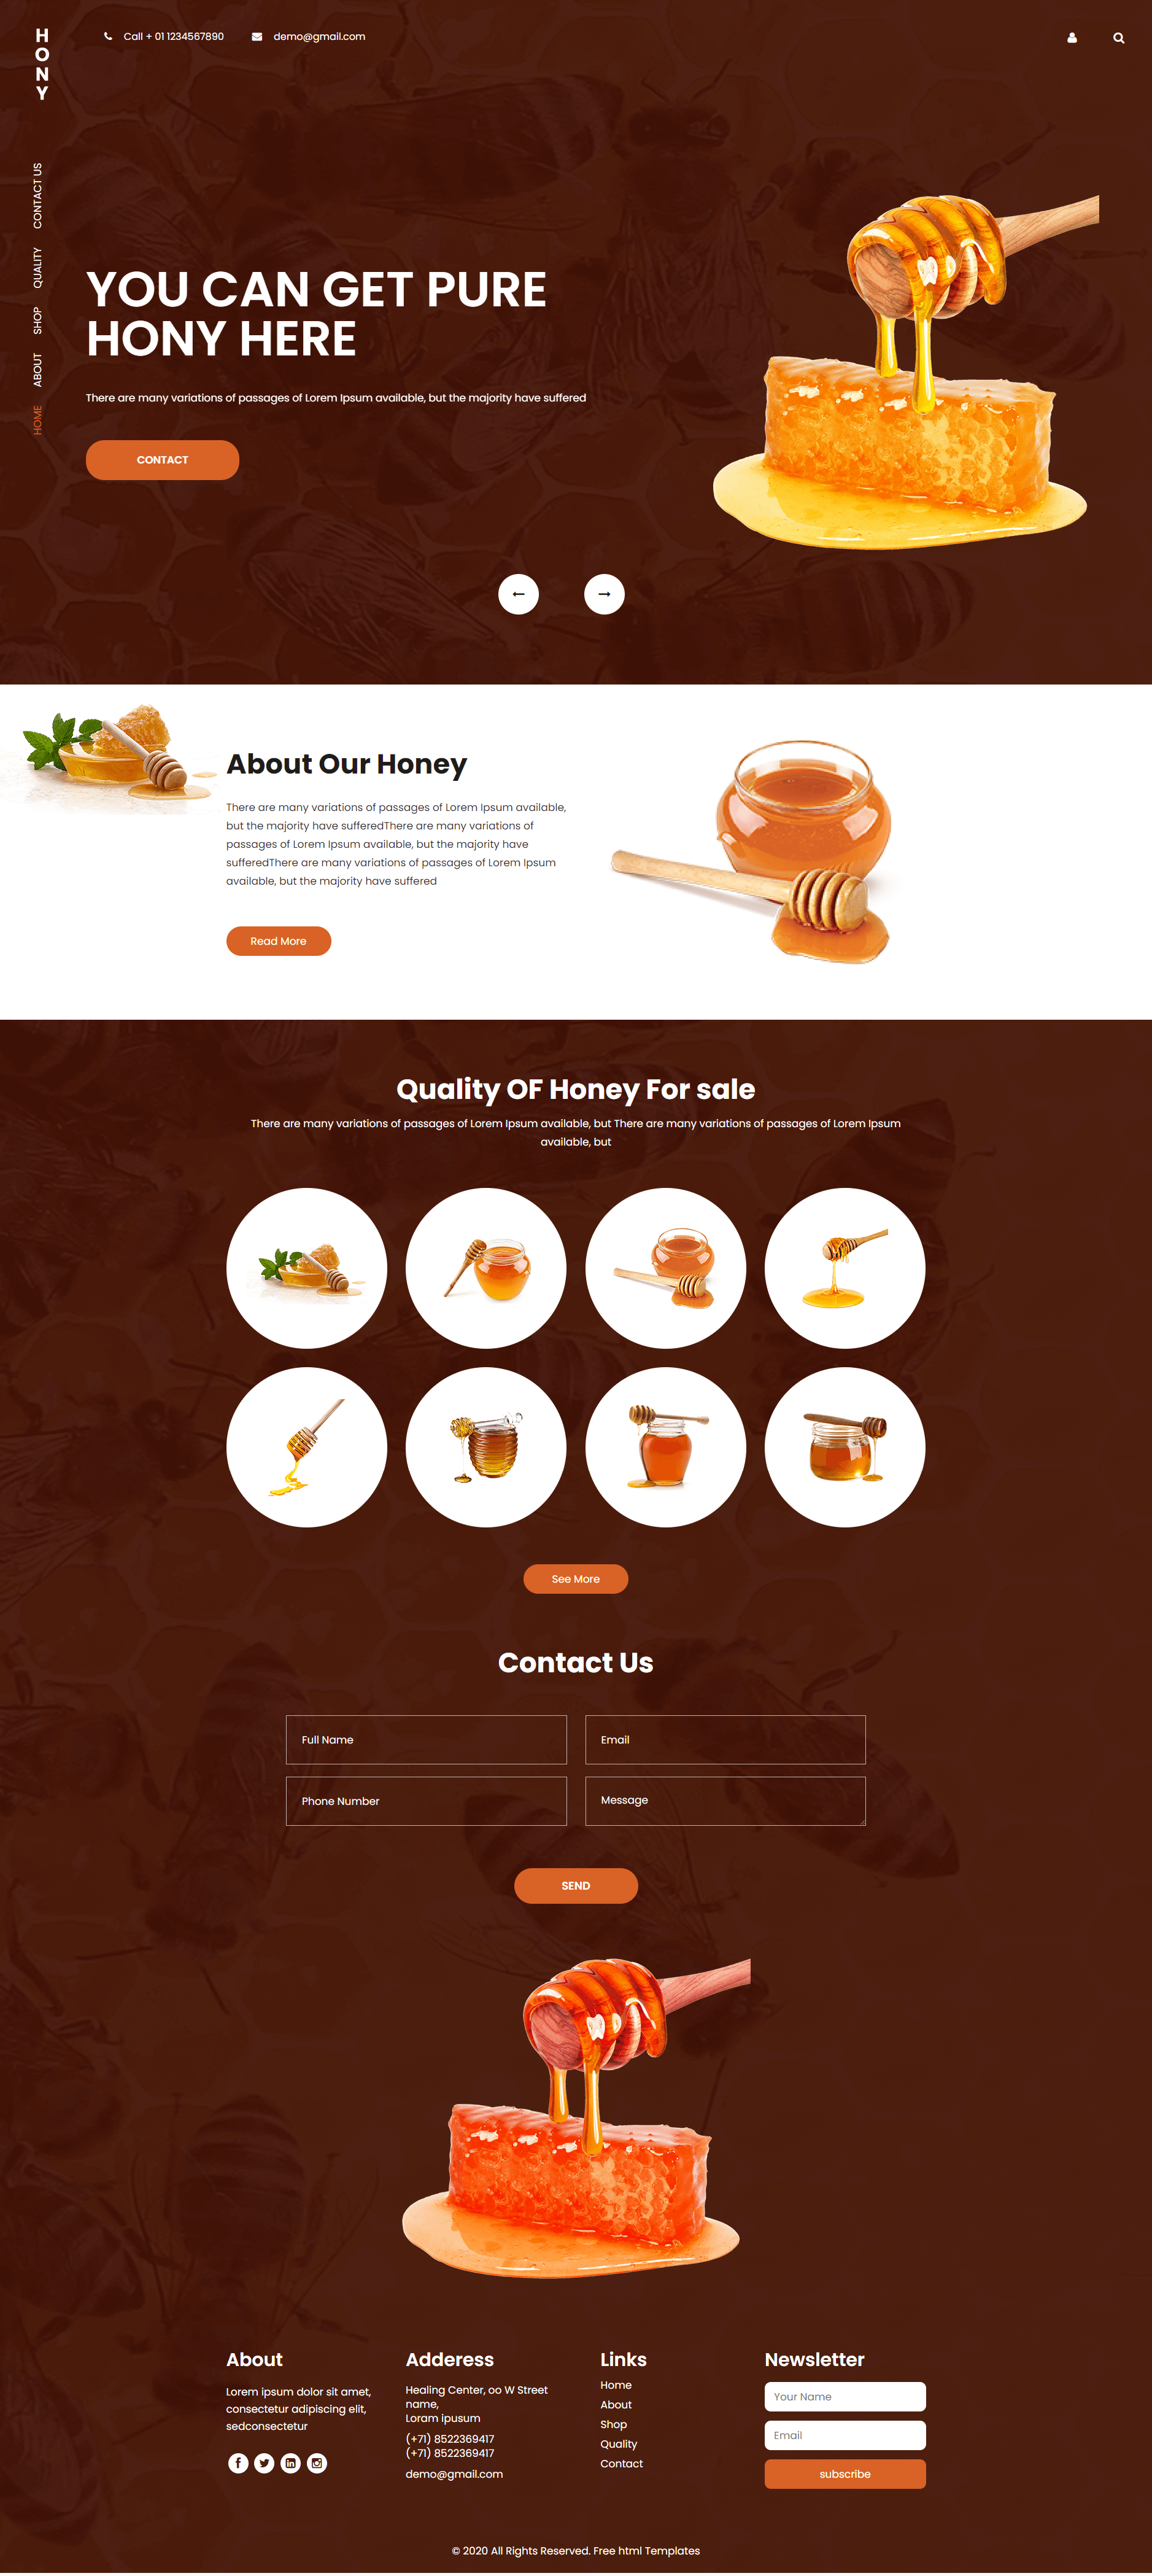 H
O
N
Y
Call + 01 1234567890
demo@gmail.com
CONTACT US
QUALITY
SHOP
ABOUT
HOME
YOU CAN GET PURE
HONY HERE
There are many variations of passages of Lorem Ipsum available, but the majority have suffered
CONTACT
About Our Honey
There are many variations of passages of Lorem Ipsum available,
but the majority have sufferedThere are many variations of
passages of Lorem Ipsum available, but the majority have
sufferedThere are many variations of passages of Lorem Ipsum
available, but the majority have suffered
Read More
Quality OF Honey For sale
There are many variations of passages of Lorem Ipsum available, but There are many variations of passages of Lorem Ipsum
available, but
See More
Contact Us
Full Name
Email
Phone Number
Message
SEND
About
Lorem ipsum dolor sit amet,
consectetur adipiscing elit,
sedconsectetur
Adderess
Healing Center, oo W Street
name,
Loram ipusum
(+71) 8522369417
(+71) 8522369417
demo@gmail.com
Links
Home
About
Shop
Quality
Contact
Newsletter
Your Name
Email
subscribe
© 2020 All Rights Reserved. Free html Templates